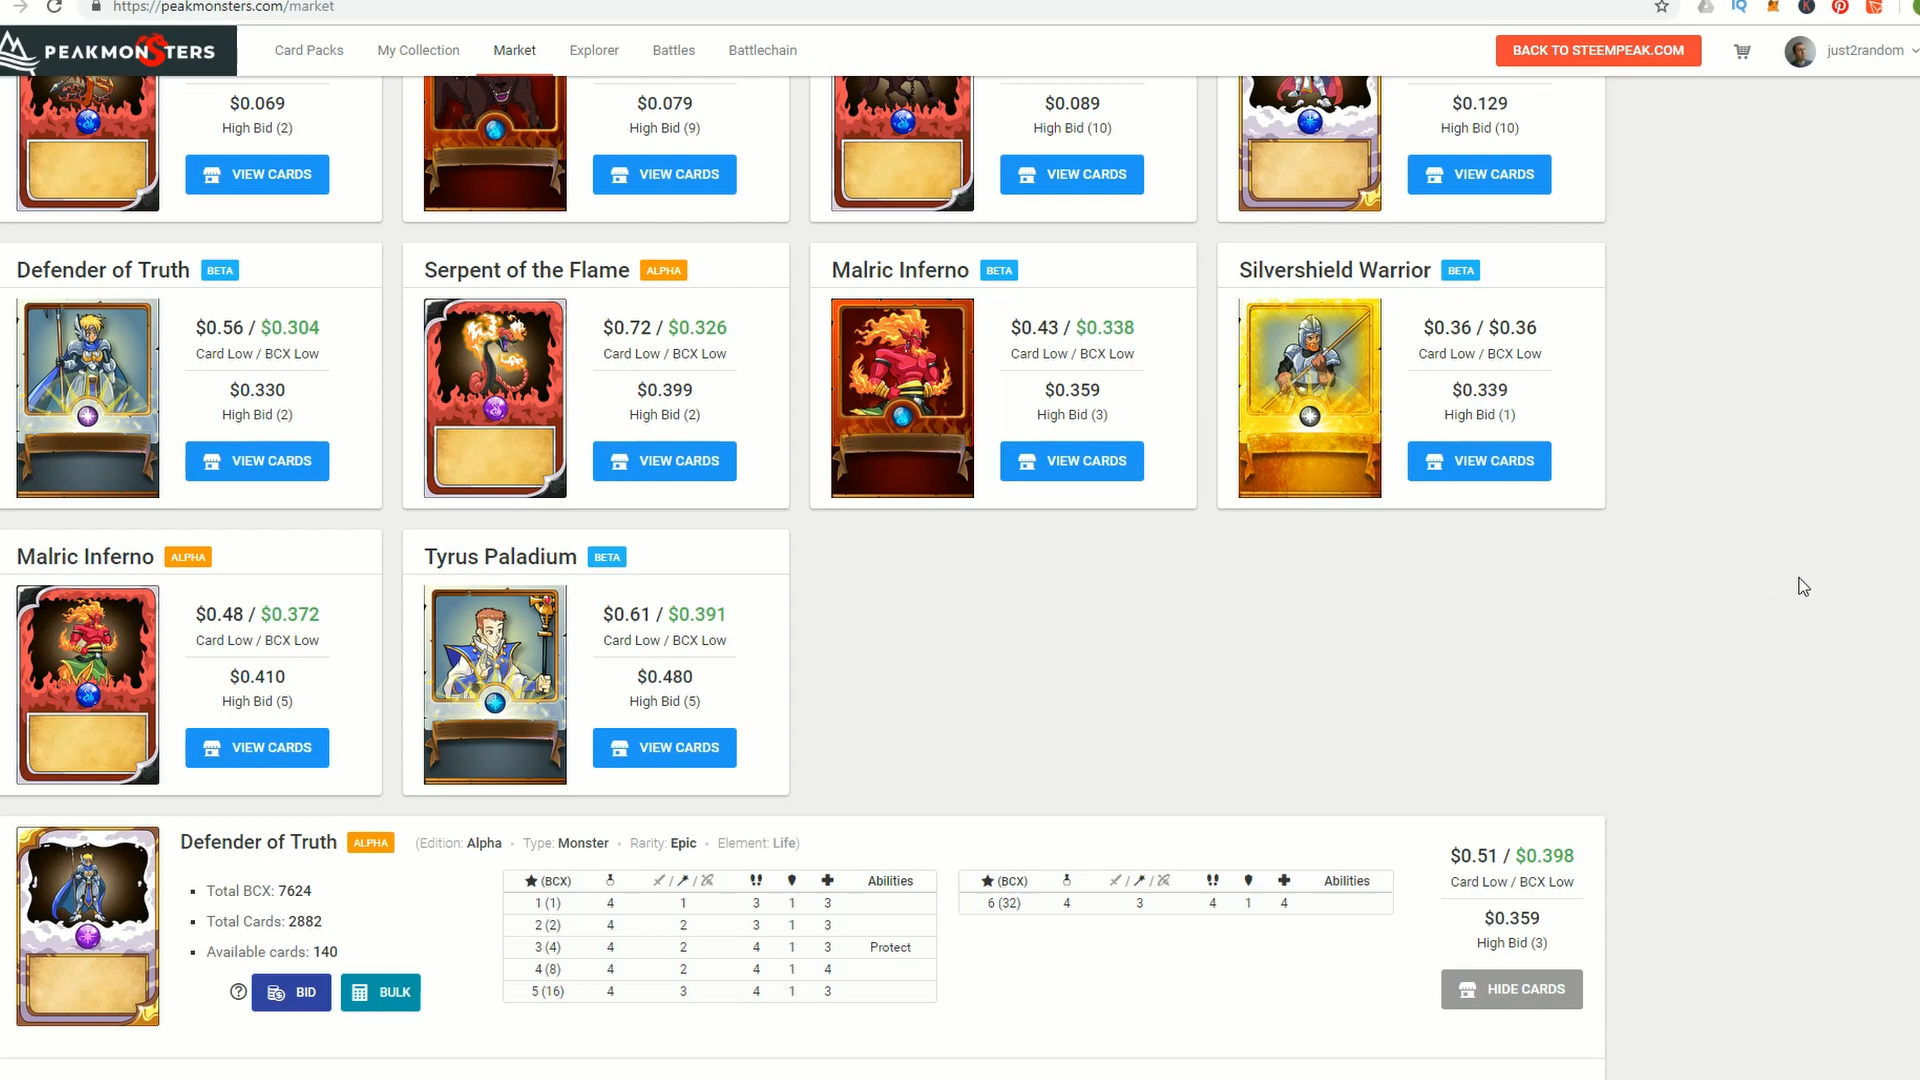 https://peakmonsters.com/market
PEAKMONSTERS
Card Packs My Collection Market Explorer Battles Battlechain
BACK TO STEEMPEAK.COM just2random
$0.069 $0.079 $0.089 $0.129
High Bid (2) High Bid (9) High Bid (10) High Bid (10)
VIEW CARDS VIEW CARDS VIEW CARDS VIEW CARDS
Defender of Truth BETA Serpent of the Flame ALPHA Malric Inferno BETA Silvershield Warrior BETA
$0.56 / $0.304 $0.72 / $0.326 $0.43 / $0.338 $0.36 / $0.36
Card Low / BCX Low Card Low / BCX Low Card Low / BCX Low Card Low / BCX Low
$0.330 $0.399 $0.359 $0.339
High Bid (2) High Bid (2) High Bid (3) High Bid (1)
VIEW CARDS VIEW CARDS VIEW CARDS VIEW CARDS
Malric Inferno ALPHA Tyrus Paladium BETA
$0.48 / $0.372 $0.61 / $0.391
Card Low / BCX Low Card Low / BCX Low
$0.410 $0.480
High Bid (5) High Bid (5)
VIEW CARDS VIEW CARDS
Defender of Truth ALPHA (Edition: Alpha • Type: Monster • Rarity: Epic • Element: Life)
Total BCX: 7624
Total Cards: 2882
Available cards: 140
? BID BULK
(BCX) / / Abilities
1 (1) 4 1 3 1 3
2 (2) 4 2 3 1 3
3 (4) 4 2 4 1 3 Protect
4 (8) 4 2 4 1 4
5 (16) 4 3 4 1 3
(BCX) / / Abilities
6 (32) 4 3 4 1 4
$0.51 / $0.398
Card Low / BCX Low
$0.359
High Bid (3)
HIDE CARDS